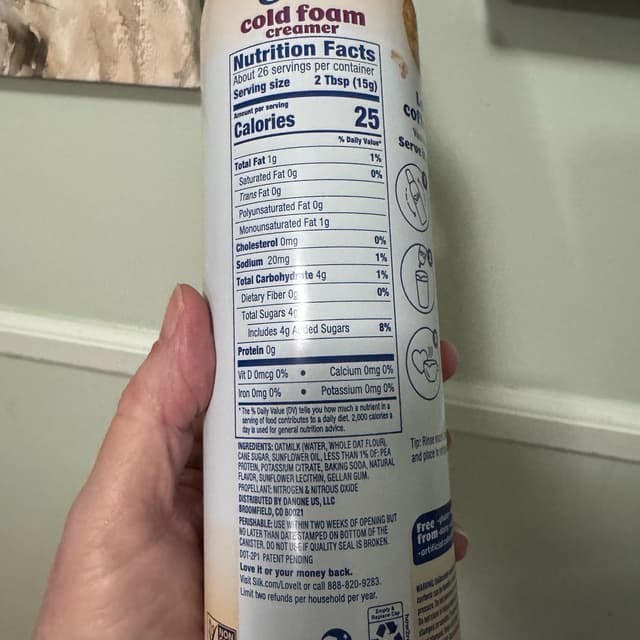 cold foam
creamer
Nutrition Facts
About 26 servings per container
Serving size 2 Tbsp (15g)
Amount per serving
Calories 25
% Daily Value*
Total Fat 1g 1%
Saturated Fat 0g 0%
Trans Fat 0g
Polyunsaturated Fat 0g
Monounsaturated Fat 1g
Cholesterol 0mg 0%
Sodium 20mg 1%
Total Carbohydrate 4g 1%
Dietary Fiber 0g 0%
Total Sugars 4g
Includes 4g Added Sugars 8%
Protein 0g
Vit D 0mcg 0% • Calcium 0mg 0%
Iron 0mg 0% • Potassium 0mg 0%
*The % Daily Value (DV) tells you how much a nutrient in a
serving of food contributes to a daily diet. 2,000 calories a
day is used for general nutrition advice.
INGREDIENTS: OATMILK (WATER, WHOLE OAT FLOUR),
CANE SUGAR, SUNFLOWER OIL, LESS THAN 1% OF: PEA
PROTEIN, POTASSIUM CITRATE, BAKING SODA, NATURAL
FLAVOR, SUNFLOWER LECITHIN, GELLAN GUM.
PROPELLANT: NITROGEN & NITROUS OXIDE
DISTRIBUTED BY DANONE US, LLC
BROOMFIELD, CO 80021
PERISHABLE: USE WITHIN TWO WEEKS OF OPENING BUT
NO LATER THAN DATE STAMPED ON BOTTOM OF THE
CANISTER. DO NOT USE IF QUALITY SEAL IS BROKEN.
DOT-2P1 PATENT PENDING
Love it or your money back.
Visit Silk.com/LoveIt or call 888-820-9283.
Limit two refunds per household per year.
Empty &
Replace Cap
NON
Serve
Tip: Rinse
and place
Free
from
WARNING: